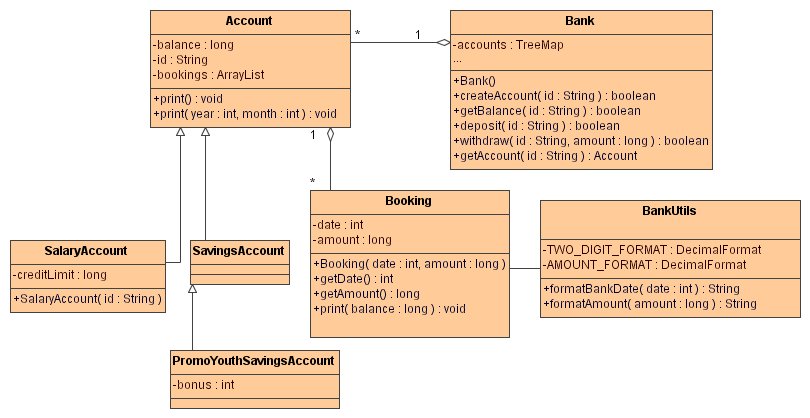 Account
-balance : long
-id : String
-bookings : ArrayList
+print() : void
+print( year : int, month : int ) : void
*
1
Bank
-accounts : TreeMap
...
+Bank()
+createAccount( id : String ) : boolean
+getBalance( id : String ) : boolean
+deposit( id : String ) : boolean
+withdraw( id : String, amount : long ) : boolean
+getAccount( id : String ) : Account
1
*
Booking
-date : int
-amount : long
+Booking( date : int, amount : long )
+getDate() : int
+getAmount() : long
+print( balance : long ) : void
BankUtils
-TWO_DIGIT_FORMAT : DecimalFormat
-AMOUNT_FORMAT : DecimalFormat
+formatBankDate( date : int ) : String
+formatAmount( amount : long ) : String
SalaryAccount
-creditLimit : long
+SalaryAccount( id : String )
SavingsAccount
PromoYouthSavingsAccount
-bonus : int